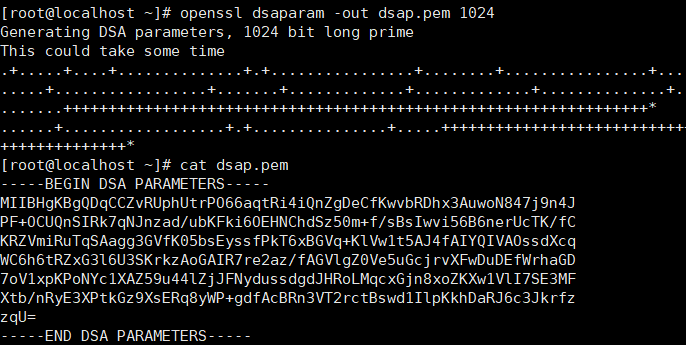 [root@localhost ~]# openssl dsaparam -out dsap.pem 1024
Generating DSA parameters, 1024 bit long prime
This could take some time
.+.....+....+..............+.+................+........+................+...
.....+.................+.......+.............+.............+..............+.
.......++++++++++++++++++++++++++++++++++++++++++++++++++++++++++++++++*
......+..................+.+...............+.....+++++++++++++++++++++++++++
++++++++++++++*
[root@localhost ~]# cat dsap.pem
-----BEGIN DSA PARAMETERS-----
MIIBHgKBgQDqCCZvRUphUtrPO66aqtRi4iQnZgDeCfKwvbRDhx3AuwoN847j9n4J
PF+OCUQnSIRk7qNJnzad/ubKFki6OEHNChdSz50m+f/sBsIwvi56B6nerUcTK/fC
KRZVmiRuTqSAagg3GVfK05bsEyssfPkT6xBGVq+KlVw1t5AJ4fAIYQIVAOssdXcq
WC6h6tRZxG3l6U3SKrkzAoGAIR7re2az/fAGVlgZ0Ve5uGcjrvXFwDuDEfWrhaGD
7oV1xpKPoNYc1XAZ59u44lZjJFNydussdgdJHRoLMqcxGjn8xoZKXw1VlI7SE3MF
Xtb/nRyE3XPtkGz9XsERq8yWP+gdfAcBRn3VT2rctBswd1IlpKkhDaRJ6c3Jkrfz
zqU=
-----END DSA PARAMETERS-----